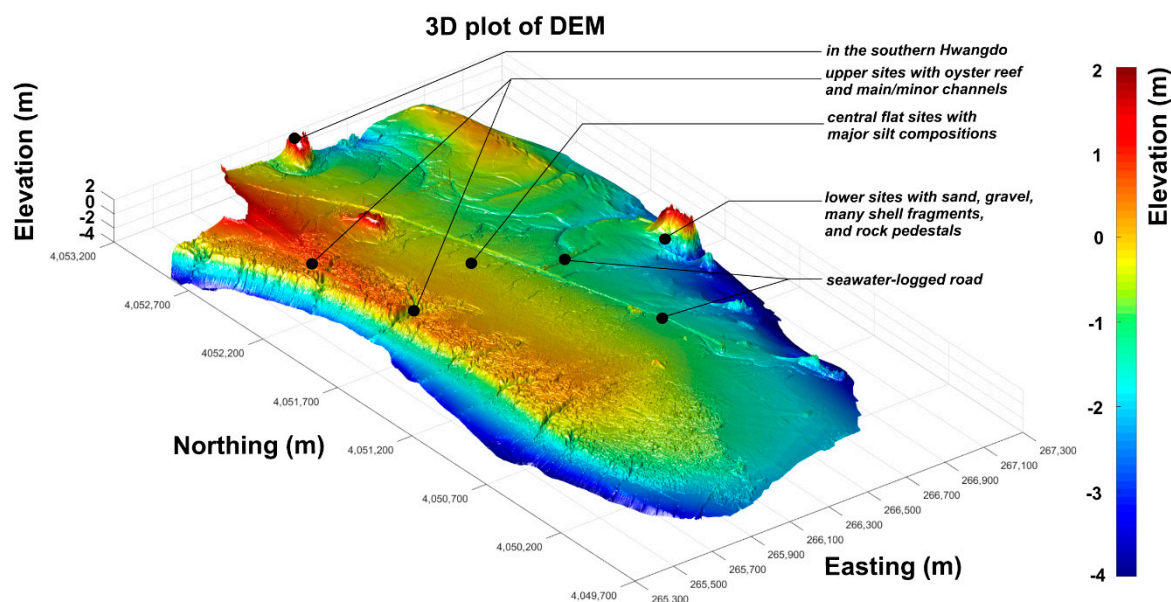 3D plot of DEM
in the southern Hwangdo
upper sites with oyster reef
and main/minor channels
central flat sites with
major silt compositions
lower sites with sand, gravel,
many shell fragments,
and rock pedestals
seawater-logged road
Elevation (m)
2
0
-2
-4
4,053,200
4,052,700
4052,200
4,051,700
4,051,200
4,050,700
4,050,200
4,049,700
Northing (m)
265,300
265,500
265,700
265,900
266,100
266,300
266,500
266,700
266,900
267,100
267,300
Easting (m)
Elevation (m)
2
1
0
-1
-2
-3
-4